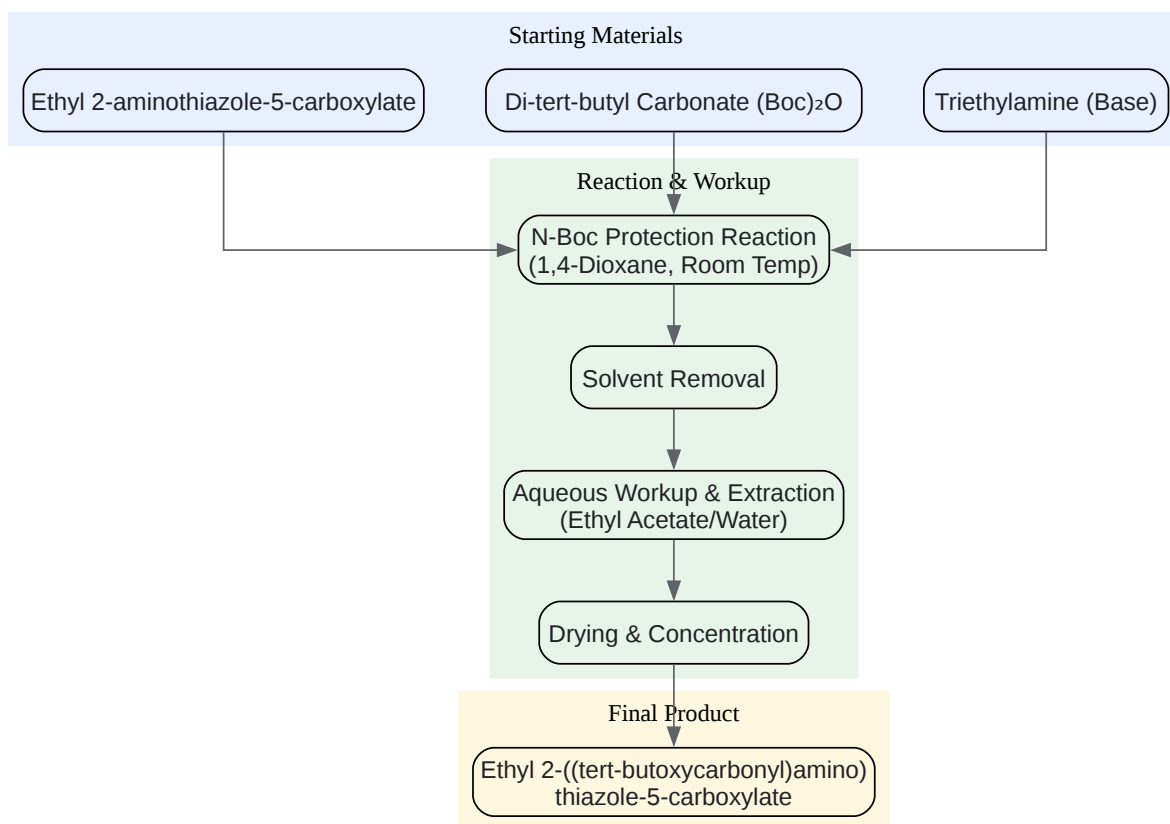 Starting Materials
Ethyl 2-aminothiazole-5-carboxylate
Di-tert-butyl Carbonate (Boc)₂O
Triethylamine (Base)
Reaction & Workup
N-Boc Protection Reaction
(1,4-Dioxane, Room Temp)
Solvent Removal
Aqueous Workup & Extraction
(Ethyl Acetate/Water)
Drying & Concentration
Final Product
Ethyl 2-((tert-butoxycarbonyl)amino)
thiazole-5-carboxylate